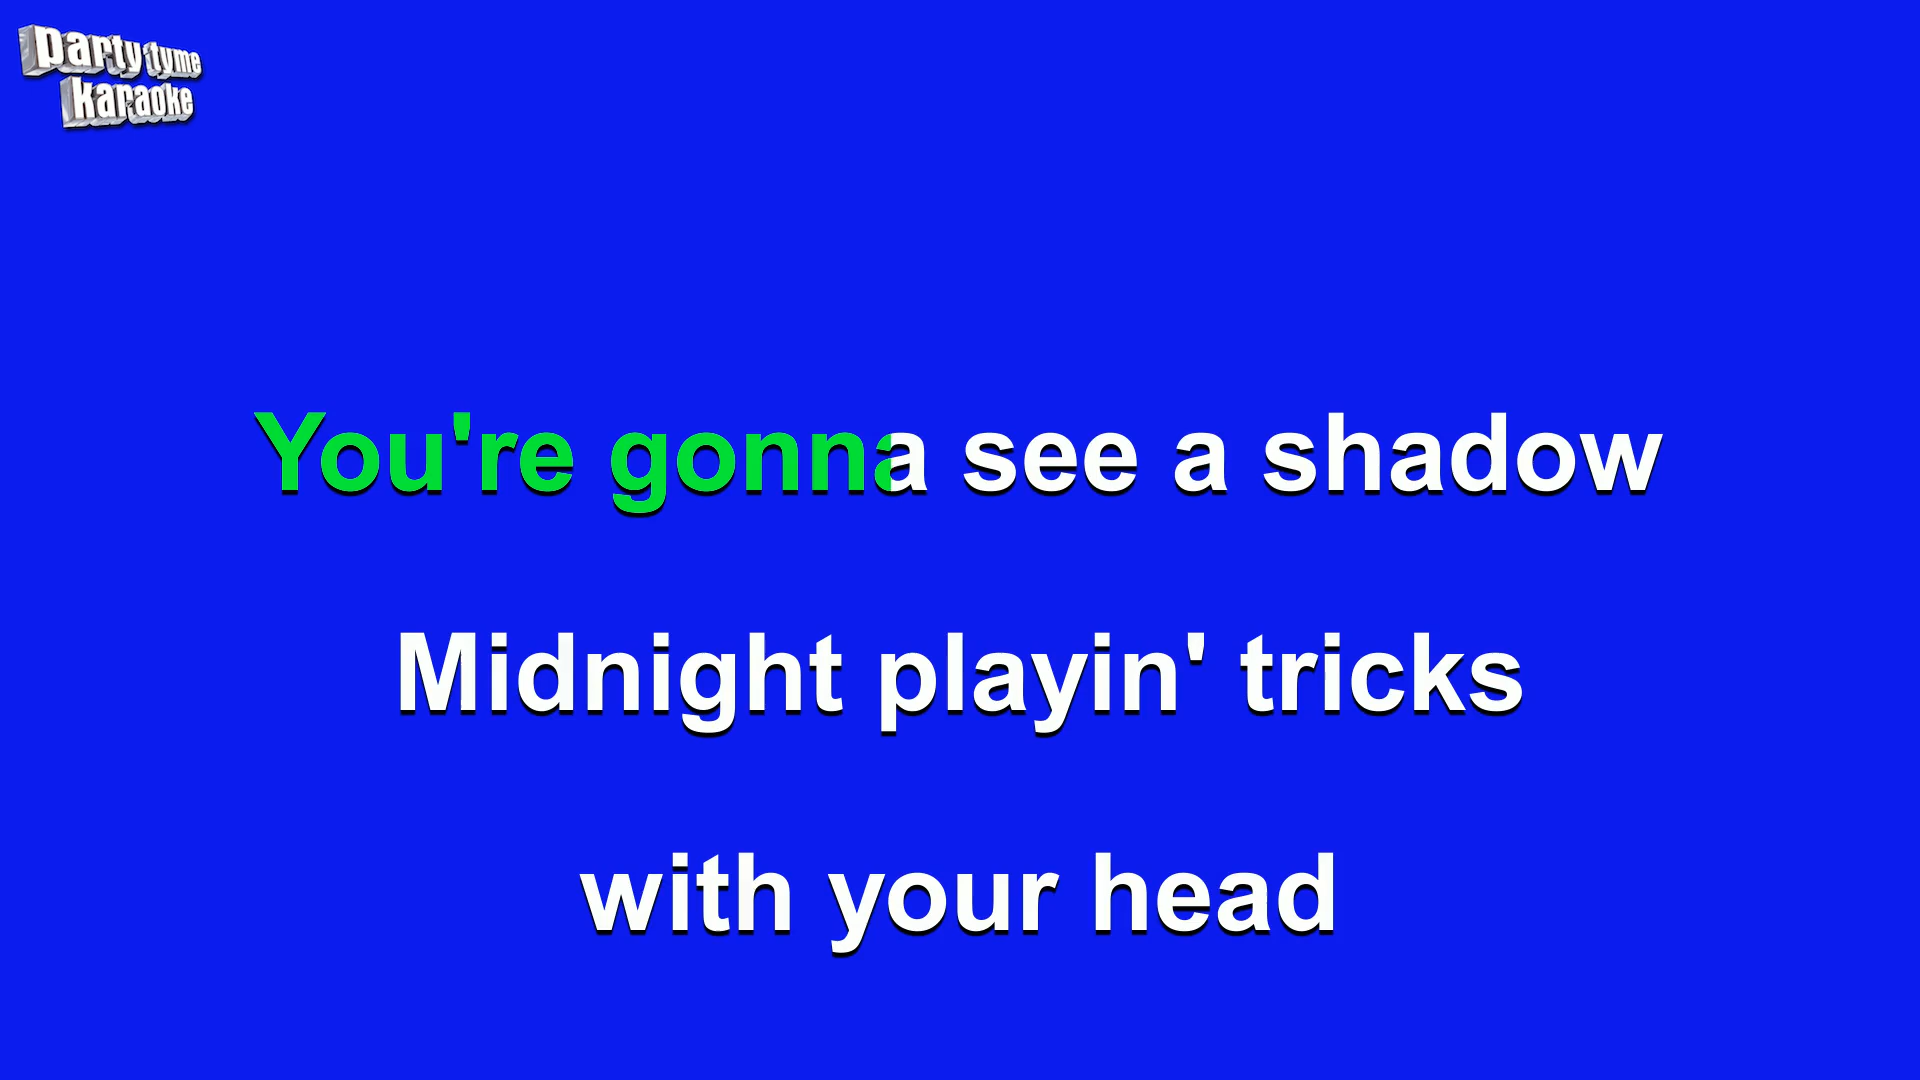 party tyme
karaoke
You're gonna see a shadow
Midnight playin' tricks
with your head